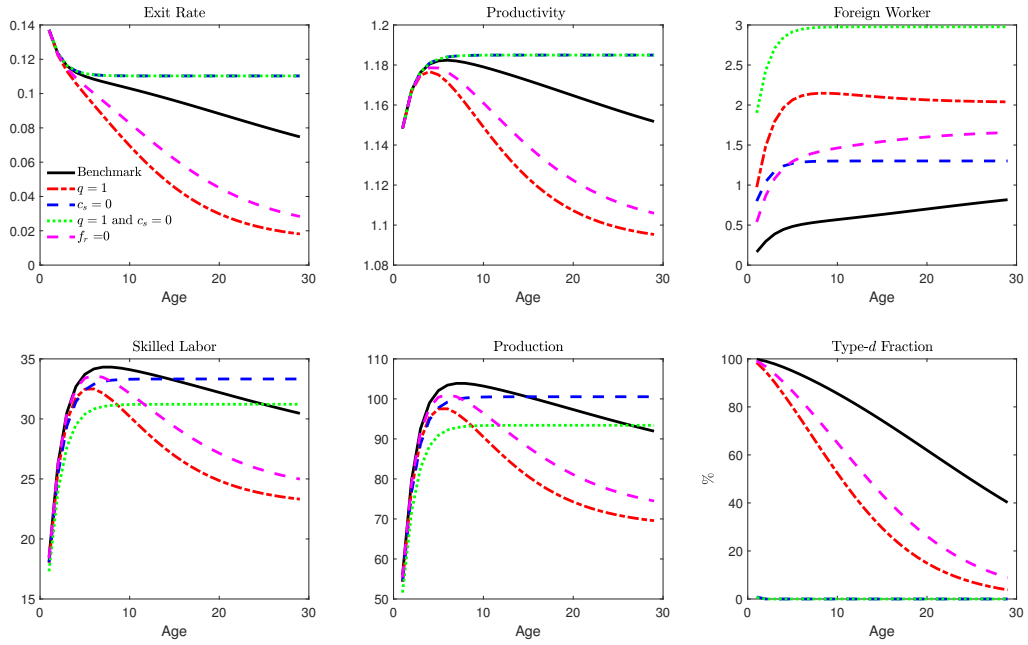 Exit Rate
0.14
0.12
0.1
0.08
0.06
0.04
0.02
0
Benchmark
q = 1
c_s = 0
q = 1 and c_s = 0
f_r =0
0 10 20 30
Age
Productivity
1.2
1.18
1.16
1.14
1.12
1.1
1.08
0 10 20 30
Age
Foreign Worker
3
2.5
2
1.5
1
0.5
0
0 10 20 30
Age
Skilled Labor
35
30
25
20
15
0 10 20 30
Age
Production
110
100
90
80
70
60
50
0 10 20 30
Age
Type-d Fraction
%
100
80
60
40
20
0
0 10 20 30
Age